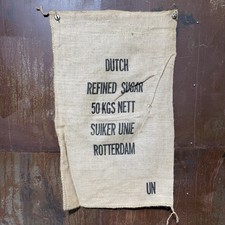 DUTCH
REFINED SUGAR
50 KGS NETT
SUIKER UNIE
ROTTERDAM
UN